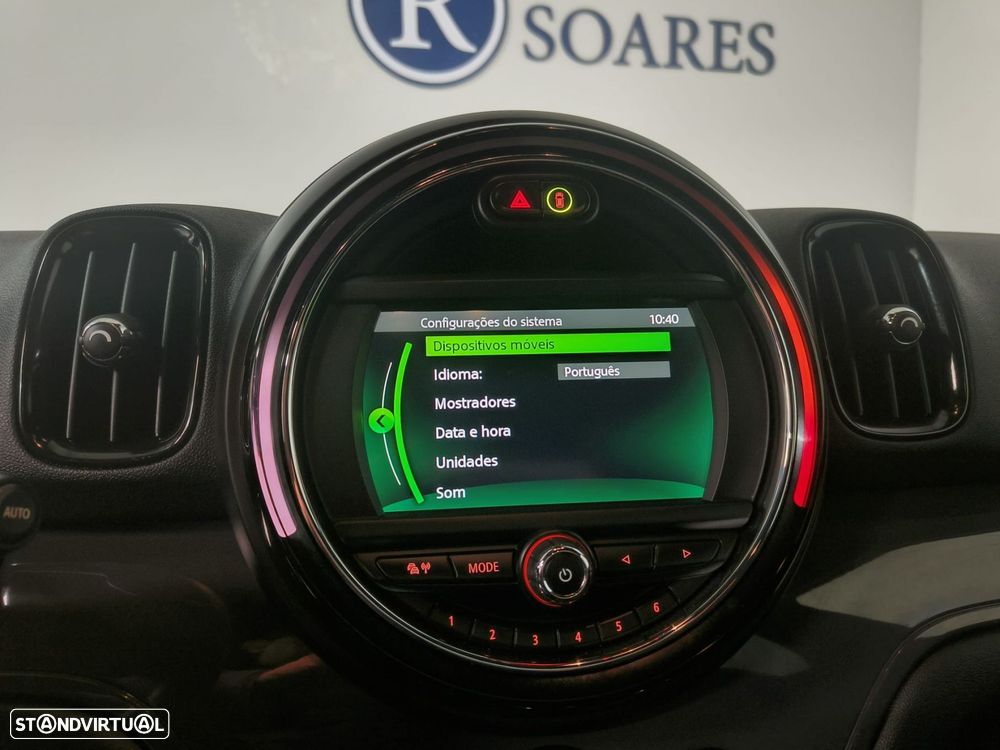 R
SOARES
Configurações do sistema 10:40
Dispositivos móveis
Idioma: Português
Mostradores
Data e hora
Unidades
Som
AUTO
MODE
1 2 3 4 5 6
STANDVIRTUAL